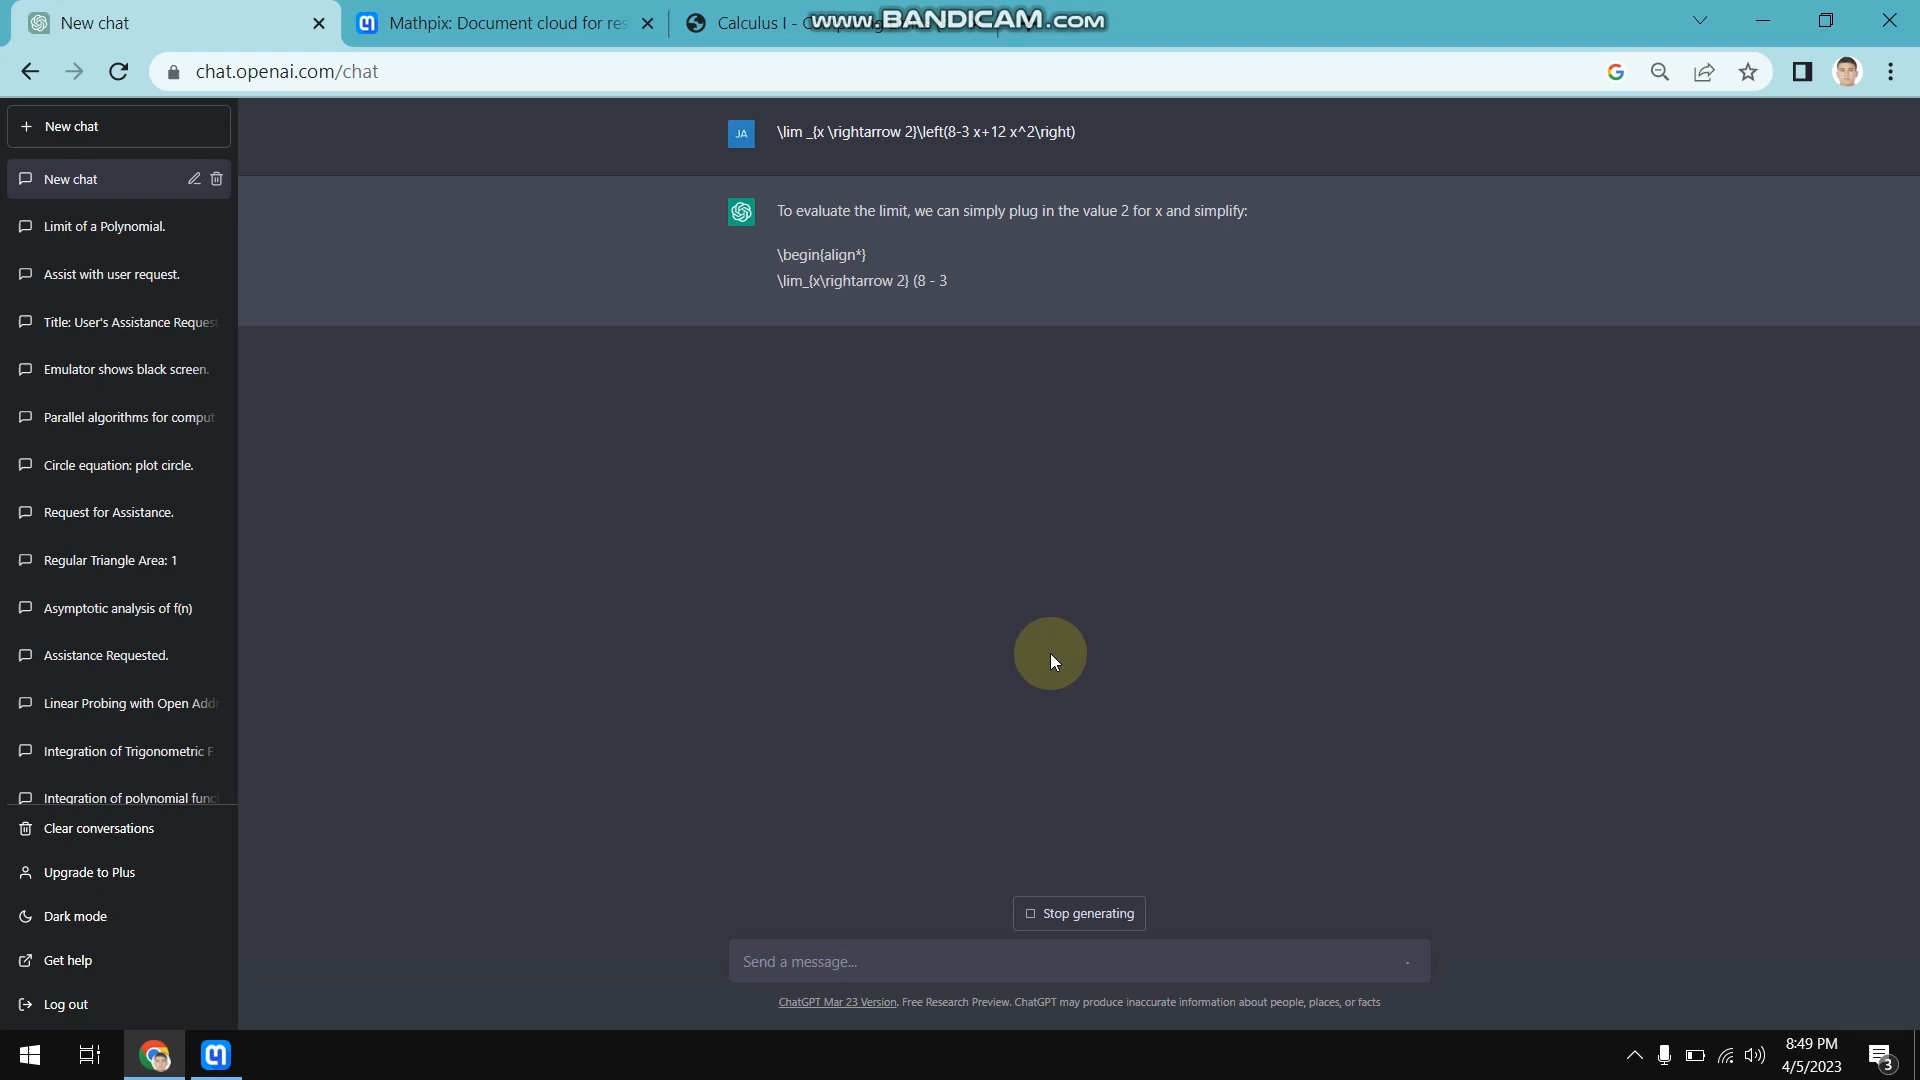 New chat
Mathpix: Document cloud for res
Calculus I - C
www.BANDICAM.com
chat.openai.com/chat
New chat
New chat
Limit of a Polynomial.
Assist with user request.
Title: User's Assistance Request
Emulator shows black screen.
Parallel algorithms for comput
Circle equation: plot circle.
Request for Assistance.
Regular Triangle Area: 1
Asymptotic analysis of f(n)
Assistance Requested.
Linear Probing with Open Add
Integration of Trigonometric F
Integration of polynomial func
Clear conversations
Upgrade to Plus
Dark mode
Get help
Log out
JA
\lim _{x \rightarrow 2}\left(8-3 x+12 x^2\right)
To evaluate the limit, we can simply plug in the value 2 for x and simplify:
\begin{align*}
\lim_{x\rightarrow 2} (8 - 3
Stop generating
Send a message...
ChatGPT Mar 23 Version. Free Research Preview. ChatGPT may produce inaccurate information about people, places, or facts
8:49 PM
4/5/2023
3